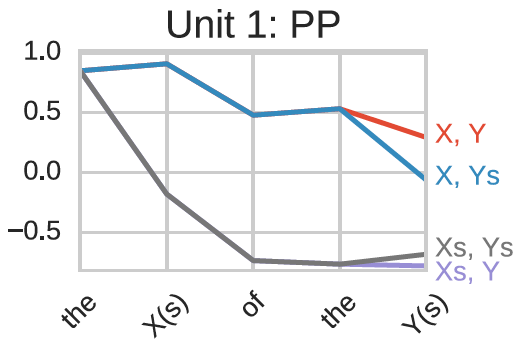 Unit 1: PP
1.0
0.5
0.0
−0.5
X, Y
X, Ys
Xs, Ys
Xs, Y
the
X(s)
of
the
Y(s)